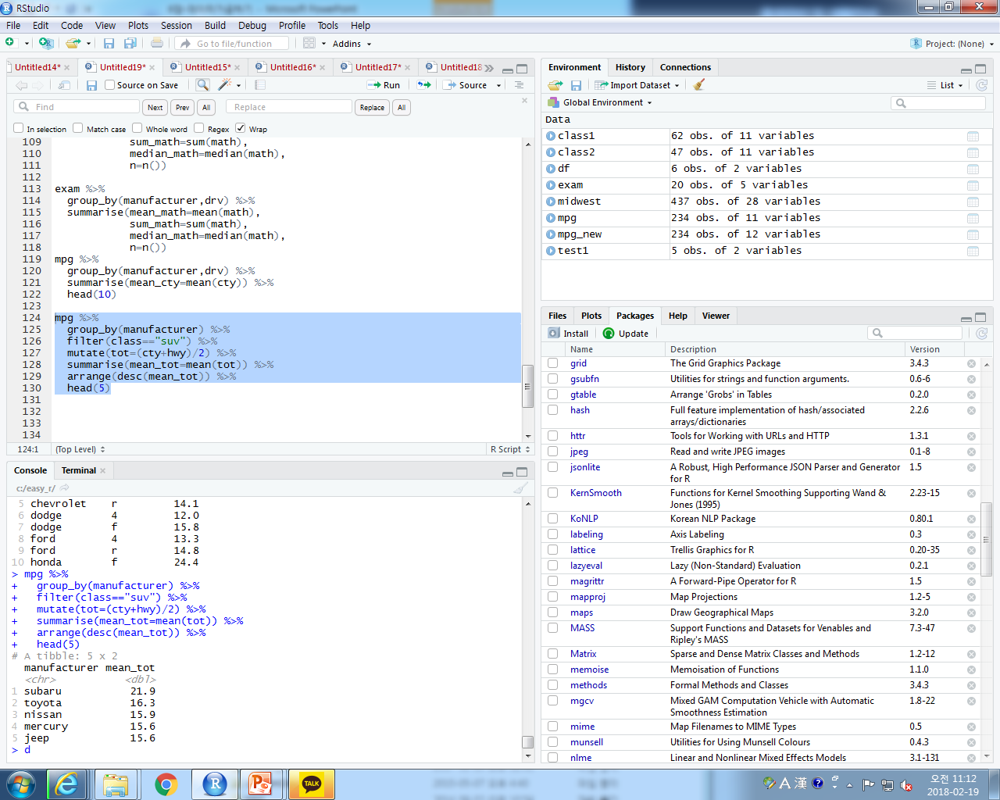 RStudio
File Edit Code View Plots Session Build Debug Profile Tools Help
Go to file/function Addins Project: (None)
Untitled14* Untitled19* Untitled15* Untitled16* Untitled17* Untitled18
Source on Save Run Source
Find Next Prev All Replace Replace All
In selection Match case Whole word Regex Wrap
109 sum_math=sum(math),
110 median_math=median(math),
111 n=n())
112
113 exam %>%
114 group_by(manufacturer,drv) %>%
115 summarise(mean_math=mean(math),
116 sum_math=sum(math),
117 median_math=median(math),
118 n=n())
119 mpg %>%
120 group_by(manufacturer,drv) %>%
121 summarise(mean_cty=mean(cty)) %>%
122 head(10)
123
124 mpg %>%
125 group_by(manufacturer) %>%
126 filter(class=="suv") %>%
127 mutate(tot=(cty+hwy)/2) %>%
128 summarise(mean_tot=mean(tot)) %>%
129 arrange(desc(mean_tot)) %>%
130 head(5)
131
132
133
134
124:1 (Top Level) R Script
Console Terminal
c:/easy_r/
5 chevrolet r 14.1
6 dodge 4 12.0
7 dodge f 15.8
8 ford 4 13.3
9 ford r 14.8
10 honda f 24.4
> mpg %>%
+ group_by(manufacturer) %>%
+ filter(class=="suv") %>%
+ mutate(tot=(cty+hwy)/2) %>%
+ summarise(mean_tot=mean(tot)) %>%
+ arrange(desc(mean_tot)) %>%
+ head(5)
# A tibble: 5 x 2
manufacturer mean_tot
<chr> <dbl>
1 subaru 21.9
2 toyota 16.3
3 nissan 15.9
4 mercury 15.6
5 jeep 15.6
> d
Environment History Connections
Import Dataset List
Global Environment
Data
class1 62 obs. of 11 variables
class2 47 obs. of 11 variables
df 6 obs. of 2 variables
exam 20 obs. of 5 variables
midwest 437 obs. of 28 variables
mpg 234 obs. of 11 variables
mpg_new 234 obs. of 12 variables
test1 5 obs. of 2 variables
Files Plots Packages Help Viewer
Install Update
Name Description Version
grid The Grid Graphics Package 3.4.3
gsubfn Utilities for strings and function arguments. 0.6-6
gtable Arrange 'Grobs' in Tables 0.2.0
hash Full feature implementation of hash/associated 2.2.6
arrays/dictionaries
httr Tools for Working with URLs and HTTP 1.3.1
jpeg Read and write JPEG images 0.1-8
jsonlite A Robust, High Performance JSON Parser and Generator 1.5
for R
KernSmooth Functions for Kernel Smoothing Supporting Wand & 2.23-15
Jones (1995)
KoNLP Korean NLP Package 0.80.1
labeling Axis Labeling 0.3
lattice Trellis Graphics for R 0.20-35
lazyeval Lazy (Non-Standard) Evaluation 0.2.1
magrittr A Forward-Pipe Operator for R 1.5
mapproj Map Projections 1.2-5
maps Draw Geographical Maps 3.2.0
MASS Support Functions and Datasets for Venables and 7.3-47
Ripley's MASS
Matrix Sparse and Dense Matrix Classes and Methods 1.2-12
memoise Memoisation of Functions 1.1.0
methods Formal Methods and Classes 3.4.3
mgcv Mixed GAM Computation Vehicle with Automatic 1.8-22
Smoothness Estimation
mime Map Filenames to MIME Types 0.5
munsell Utilities for Using Munsell Colours 0.4.3
nlme Linear and Nonlinear Mixed Effects Models 3.1-131
TALK
A 漢
오전 11:12
2018-02-19